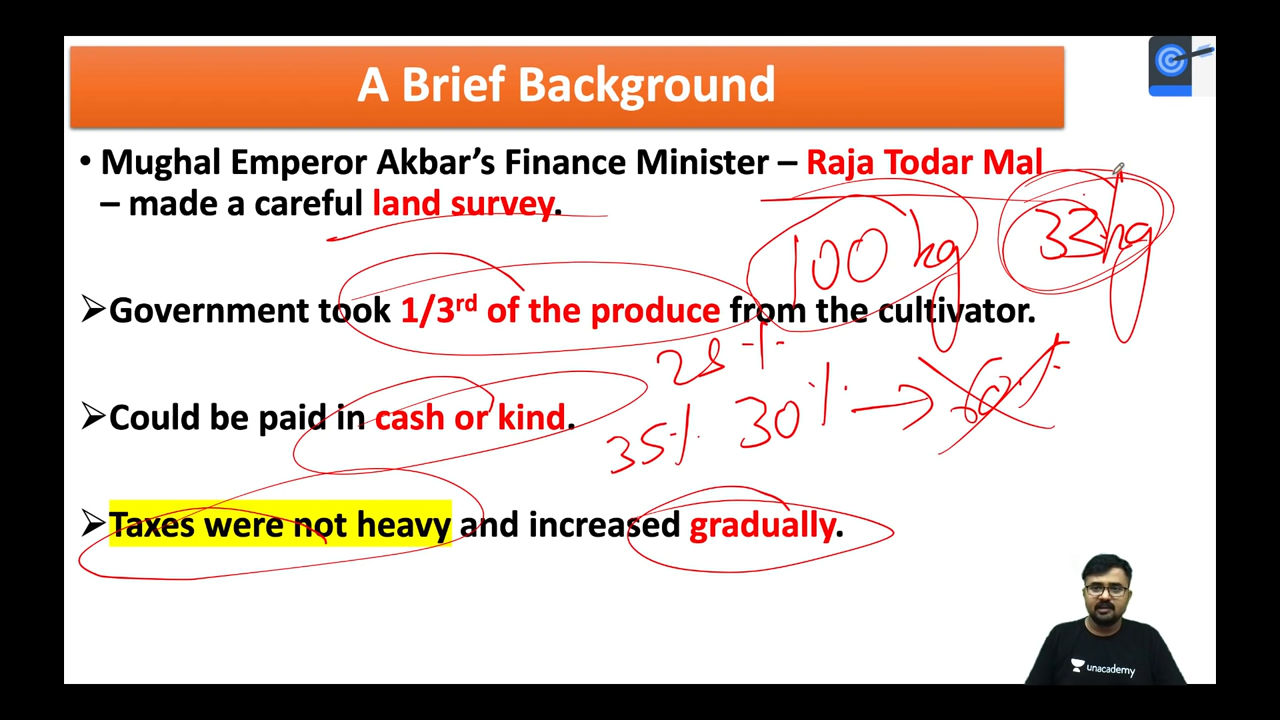 A Brief Background
• Mughal Emperor Akbar's Finance Minister – Raja Todar Mal
– made a careful land survey.
100 kg
33 kg
➢Government took 1/3rd of the produce from the cultivator.
28 %
35% 30% → 60%
➢Could be paid in cash or kind.
➢Taxes were not heavy and increased gradually.
unacademy